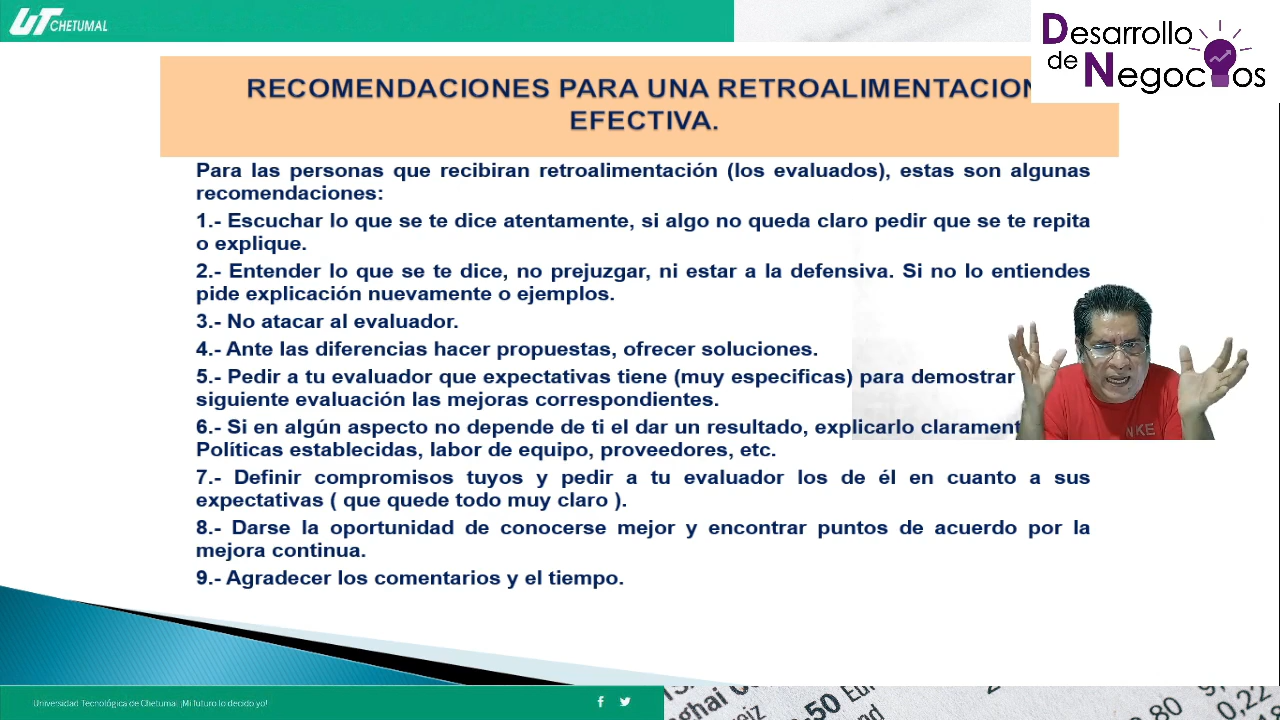 UT CHETUMAL
Desarrollo
de Negocios
RECOMENDACIONES PARA UNA RETROALIMENTACION
EFECTIVA.
Para las personas que recibiran retroalimentación (los evaluados), estas son algunas
recomendaciones:
1.- Escuchar lo que se te dice atentamente, si algo no queda claro pedir que se te repita
o explique.
2.- Entender lo que se te dice, no prejuzgar, ni estar a la defensiva. Si no lo entiendes
pide explicación nuevamente o ejemplos.
3.- No atacar al evaluador.
4.- Ante las diferencias hacer propuestas, ofrecer soluciones.
5.- Pedir a tu evaluador que expectativas tiene (muy especificas) para demostrar
siguiente evaluación las mejoras correspondientes.
6.- Si en algún aspecto no depende de ti el dar un resultado, explicarlo clarament
Políticas establecidas, labor de equipo, proveedores, etc.
7.- Definir compromisos tuyos y pedir a tu evaluador los de él en cuanto a sus
expectativas ( que quede todo muy claro ).
8.- Darse la oportunidad de conocerse mejor y encontrar puntos de acuerdo por la
mejora continua.
9.- Agradecer los comentarios y el tiempo.
Universidad Tecnológica de Chetumal ¡Mi futuro lo decido yo!